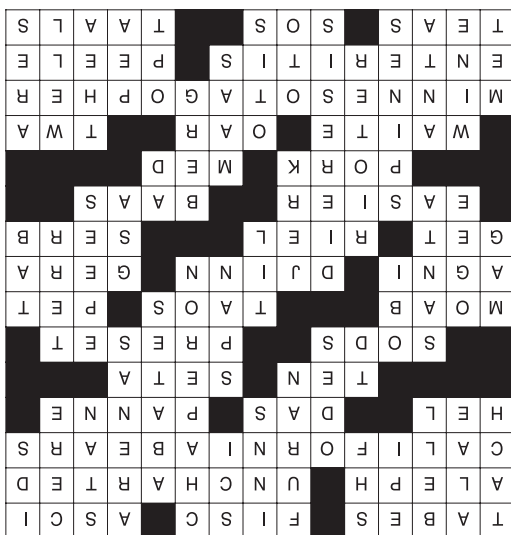 TABES FISC ASCI
ALEPH UNCHARTED
CALIFORNIABEARS
HEL DAS PANNE
TEN SETA
SODS PRESET
MOAB TAOS PET
AGNI DJINN GERA
GET RIEL SERB
EASIER BAAS
PORK MED
WAITE OAR TWA
MINNESOTAGOPHER
ENTERITIS PEELE
TEAS SOS TAALS